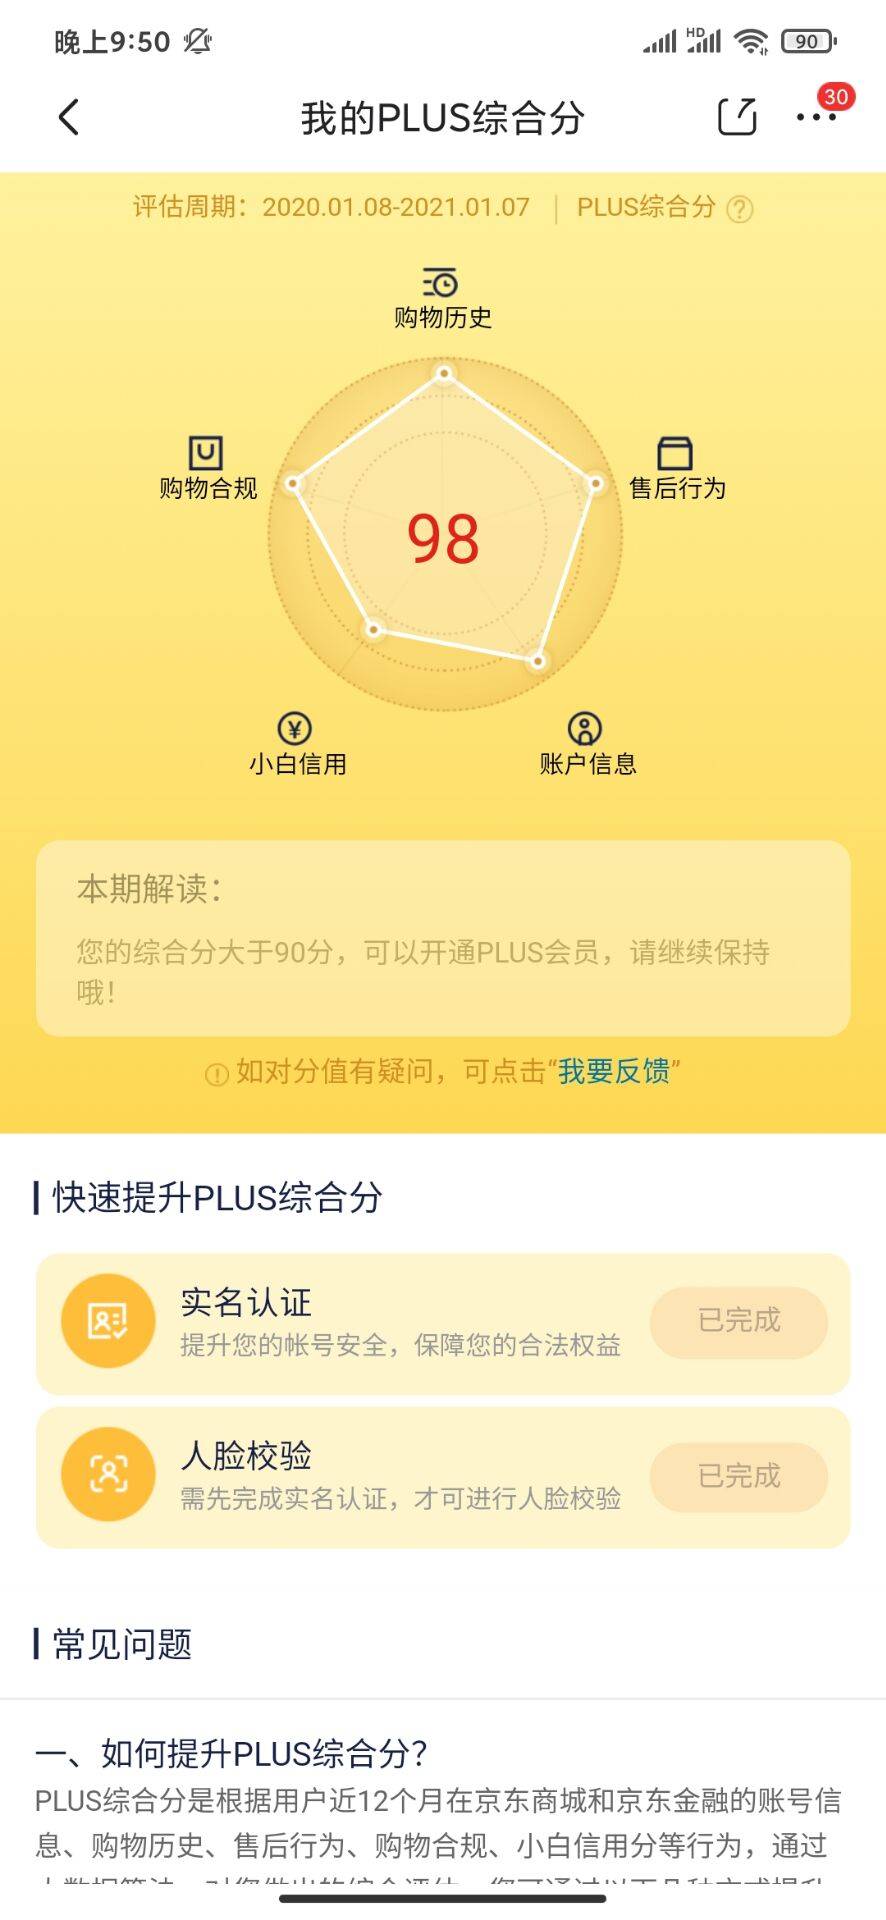 晚上9:50
HD
90
我的PLUS综合分
30
评估周期：2020.01.08-2021.01.07 | PLUS综合分 ?
购物历史
购物合规
售后行为
98
小白信用
账户信息
本期解读：
您的综合分大于90分，可以开通PLUS会员，请继续保持
哦！
如对分值有疑问，可点击“我要反馈”
快速提升PLUS综合分
实名认证
提升您的帐号安全，保障您的合法权益
已完成
人脸校验
需先完成实名认证，才可进行人脸校验
已完成
常见问题
一、如何提升PLUS综合分？
PLUS综合分是根据用户近12个月在京东商城和京东金融的账号信
息、购物历史、售后行为、购物合规、小白信用分等行为，通过